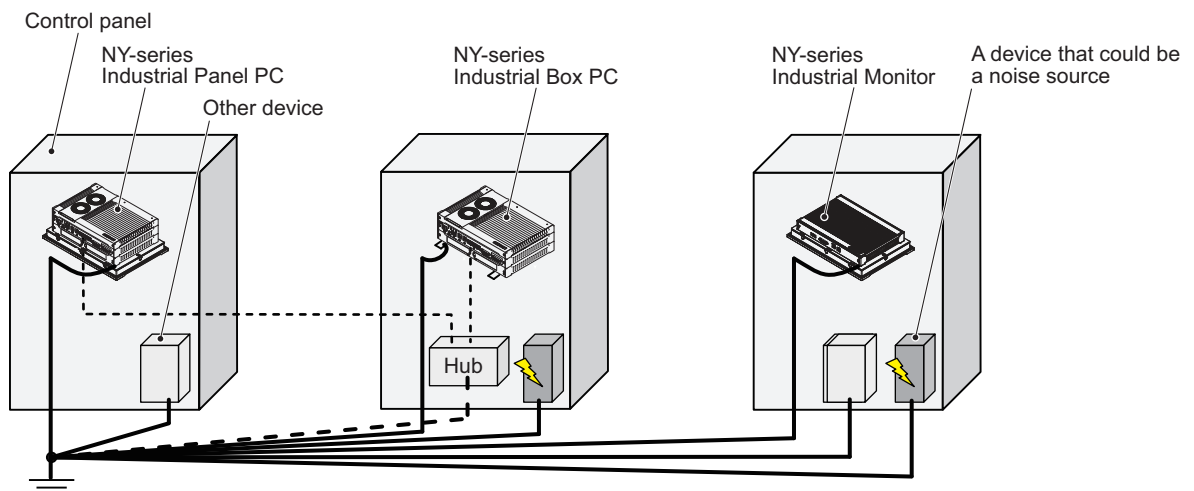 Control panel
NY-series
Industrial Panel PC
Other device
NY-series
Industrial Box PC
NY-series
Industrial Monitor
A device that could be
a noise source
Hub